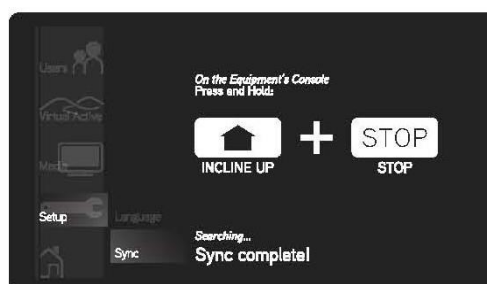 Users
On the Equipment's Console
Press and Hold:
Virtual Active
STOP
INCLINE UP
STOP
Media
Setup
Language
Searching...
Sync
Sync complete!